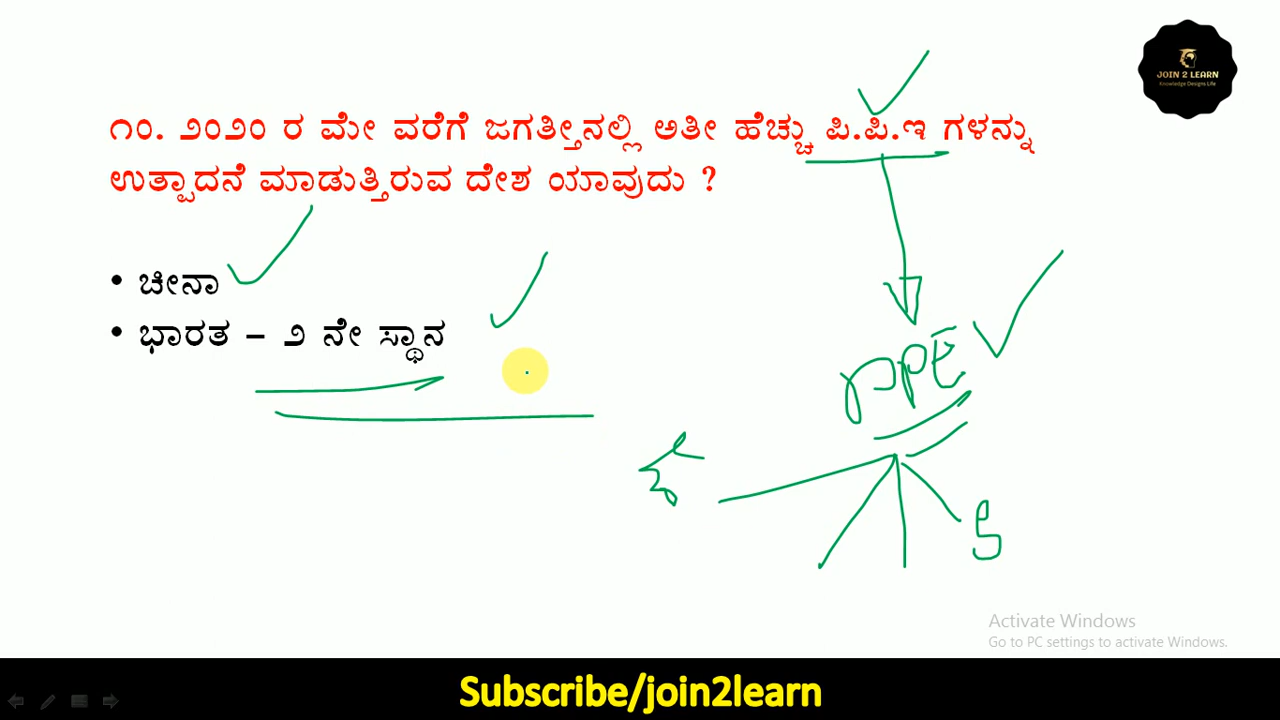 JOIN 2 LEARN
Knowledge Designs Life
೧೦. ೨೦೨೦ ರ ಮೇ ವರೆಗೆ ಜಗತೀತ್ನಲ್ಲಿ ಅತೀ ಹೆಚ್ಚು ಪಿ.ಪಿ.ಇ ಗಳನ್ನು
ಉತ್ಪಾದನೆ ಮಾಡುತ್ತಿರುವ ದೇಶ ಯಾವುದು ?
• ಚೀನಾ
• ಭಾರತ – ೨ ನೇ ಸ್ಥಾನ
PPE
Activate Windows
Go to PC settings to activate Windows.
Subscribe/join2learn